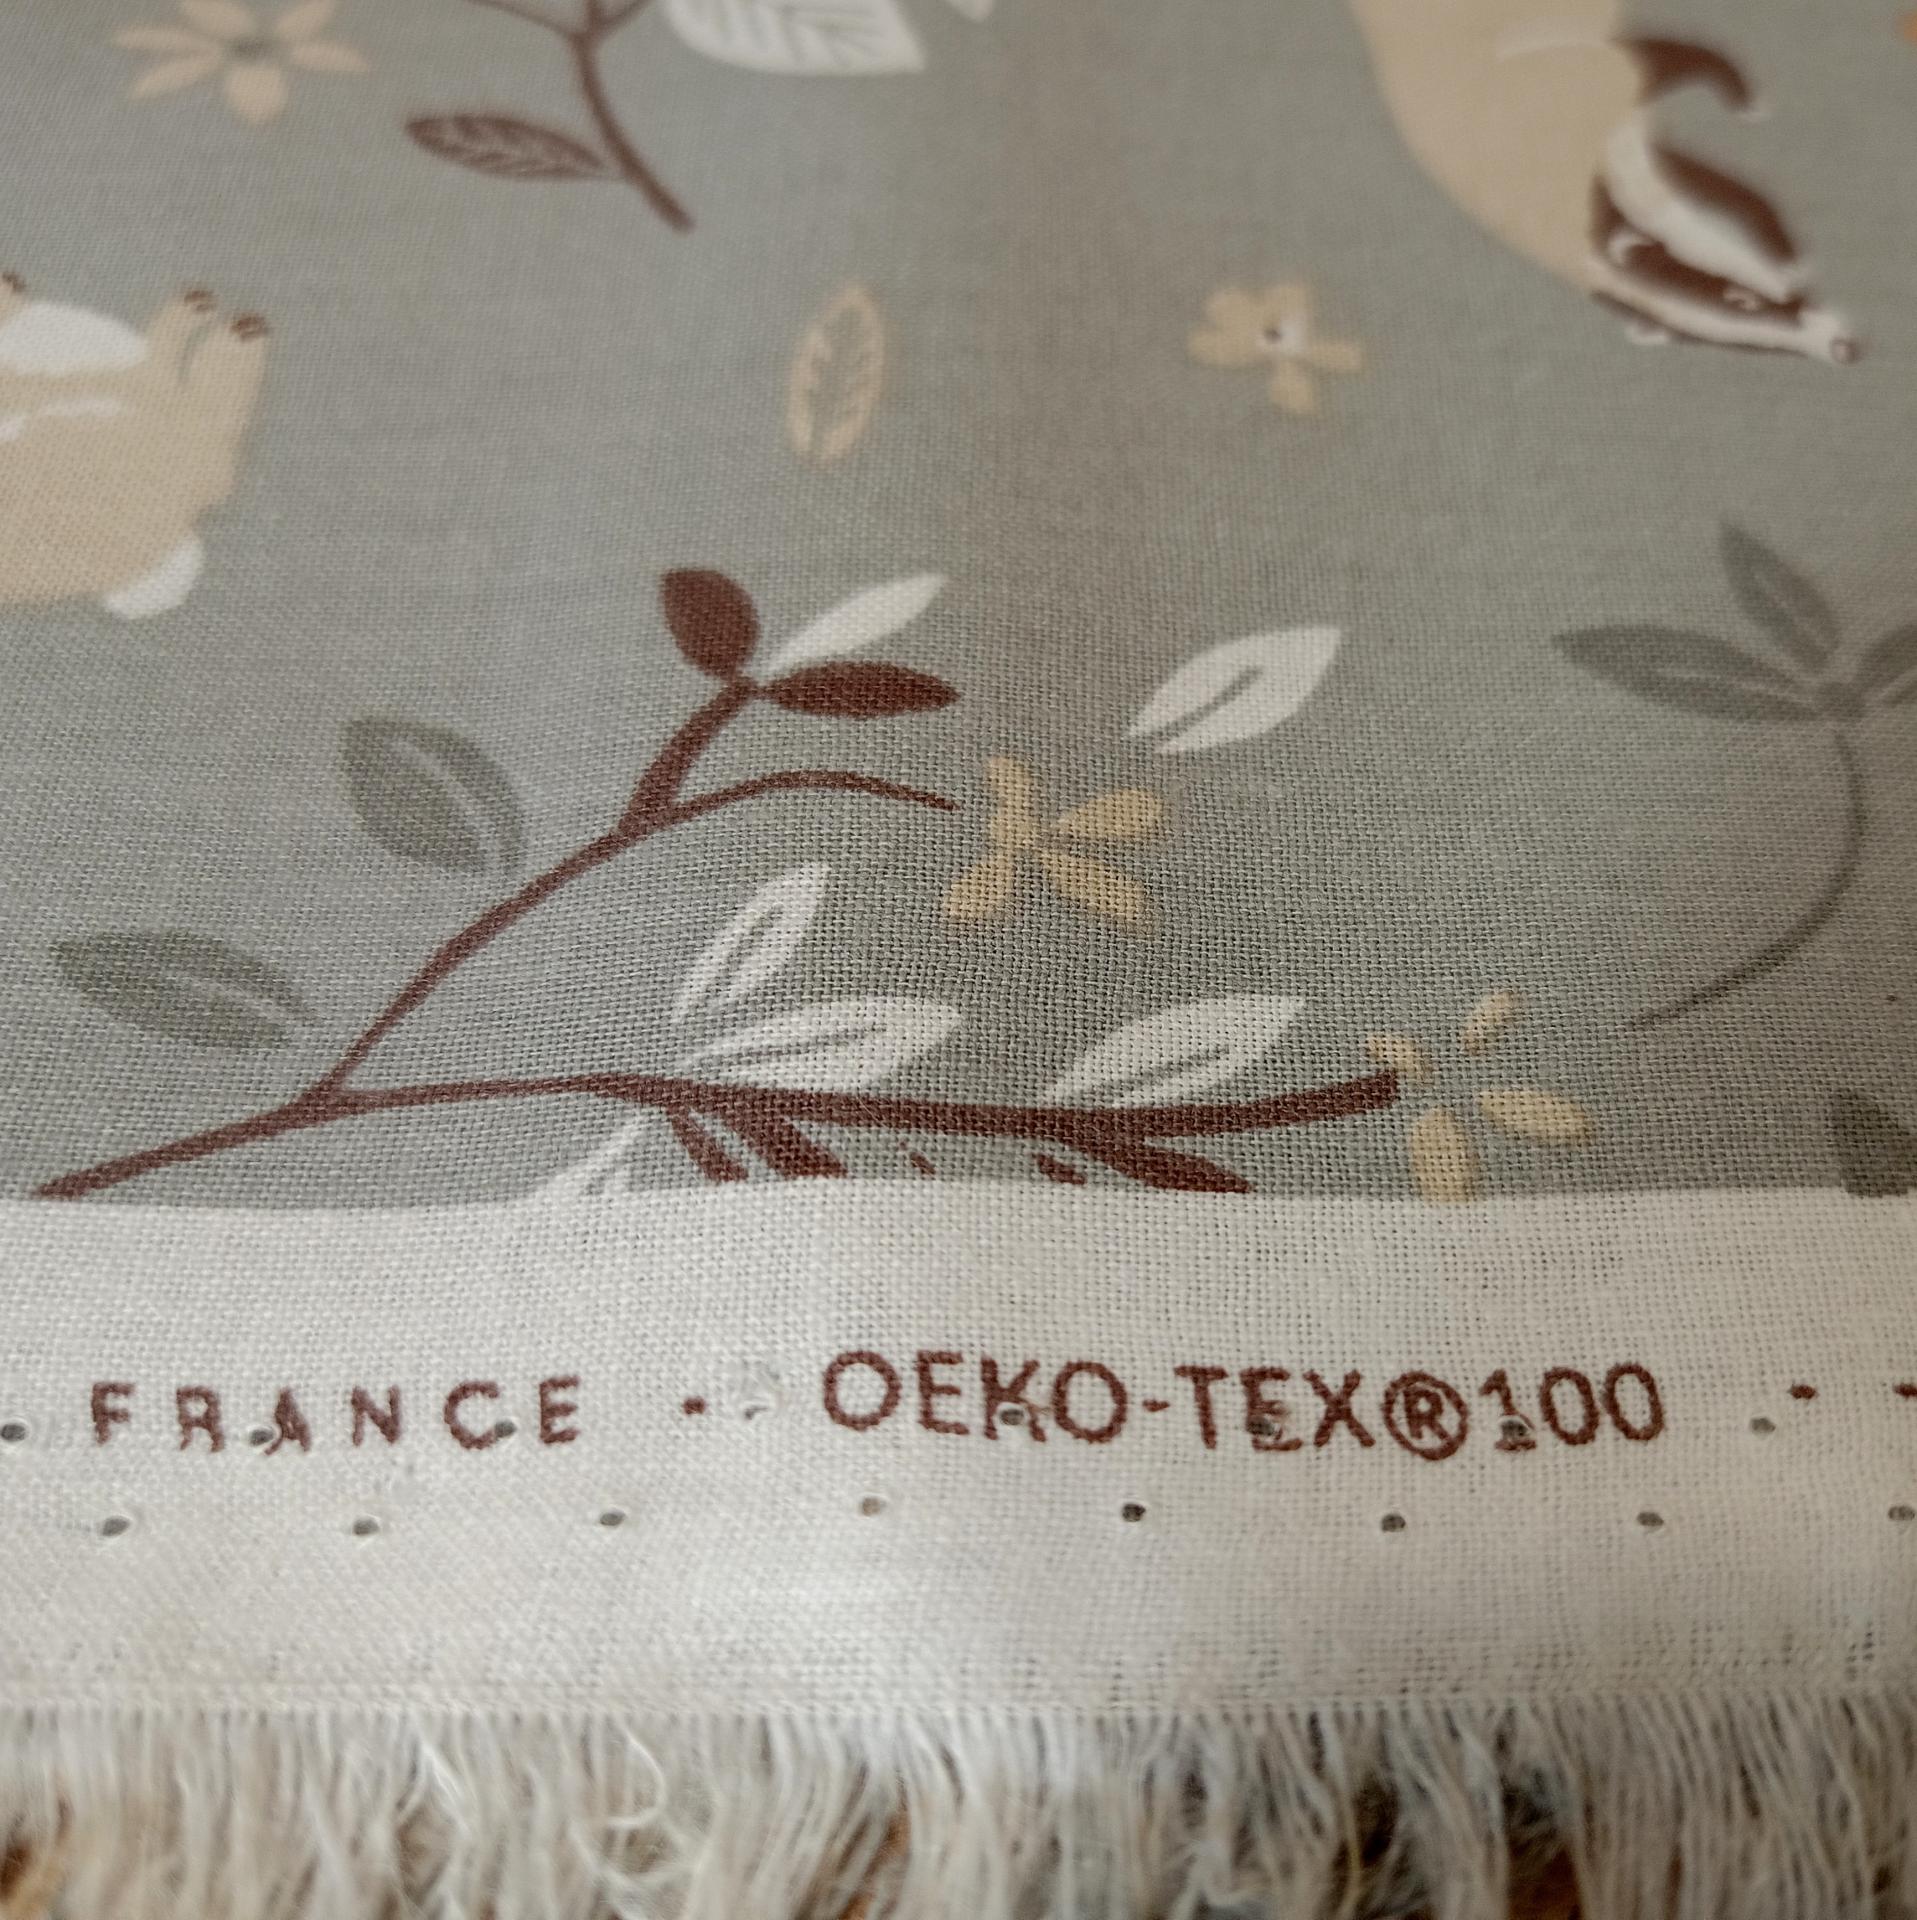 FRANCE - OEKO-TEX®100 - -